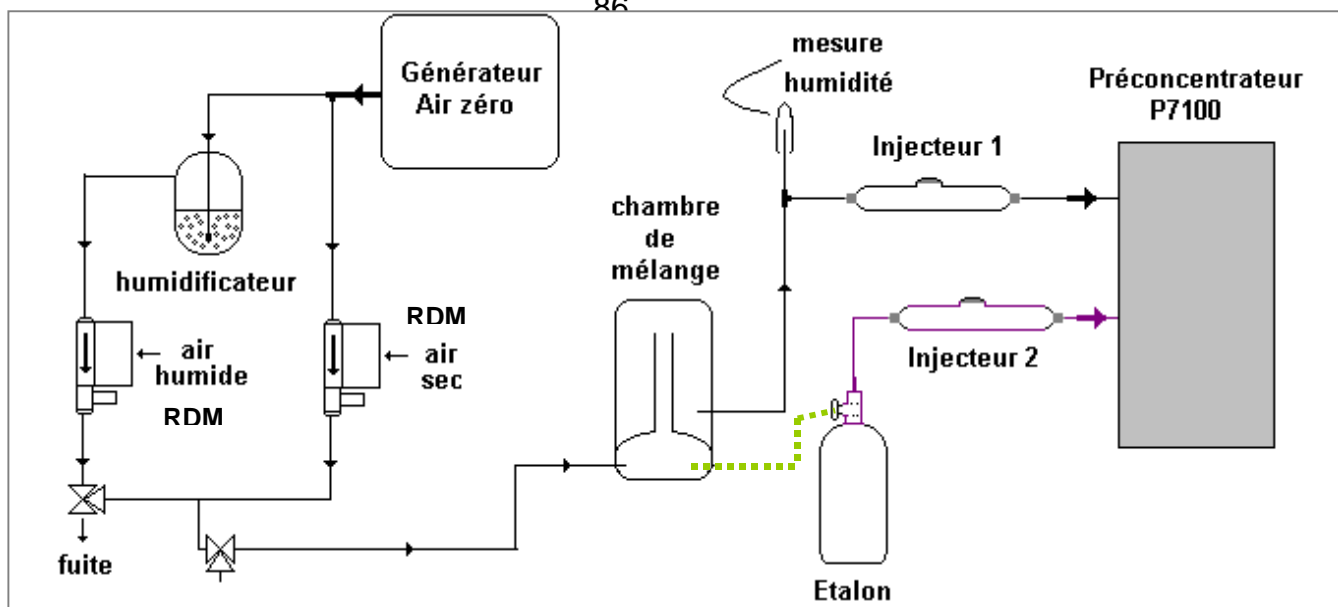 86
Générateur
Air zéro
mesure
humidité
Préconcentrateur
P7100
Injecteur 1
chambre
de
mélange
humidificateur
RDM
air
sec
air
humide
RDM
Injecteur 2
fuite
Etalon